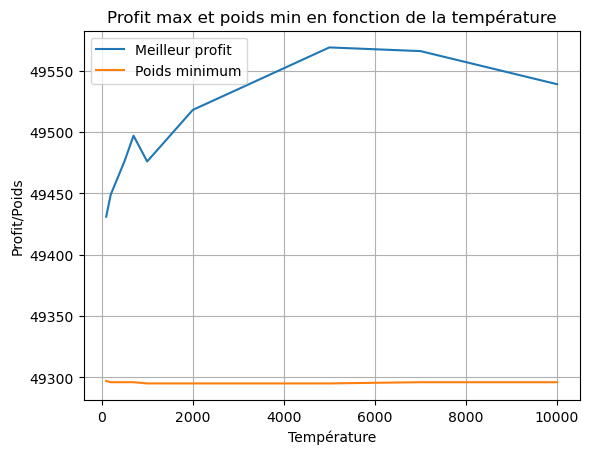 Profit max et poids min en fonction de la température
Meilleur profit
Poids minimum
49550
49500
49450
49400
49350
49300
Profit/Poids
0 2000 4000 6000 8000 10000
Température